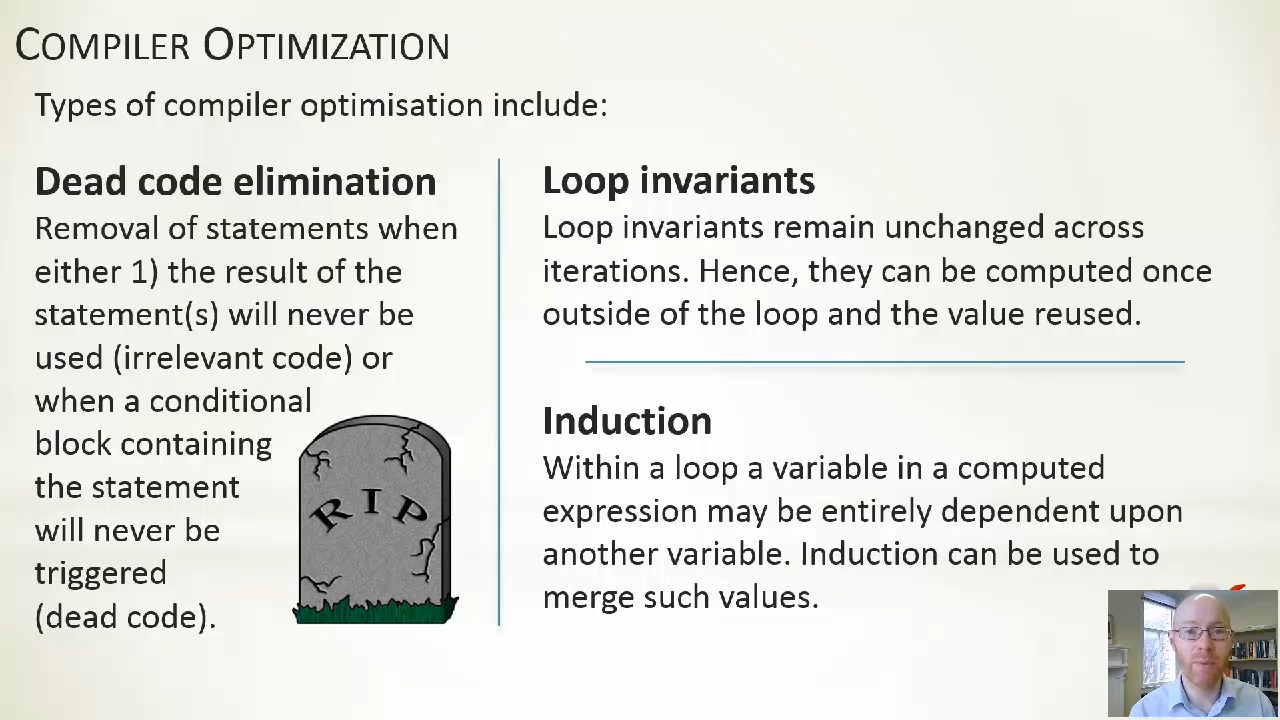 COMPILER OPTIMIZATION
Types of compiler optimisation include:
Dead code elimination
Removal of statements when
either 1) the result of the
statement(s) will never be
used (irrelevant code) or
when a conditional
block containing
the statement
will never be
triggered
(dead code).
RIP
Loop invariants
Loop invariants remain unchanged across
iterations. Hence, they can be computed once
outside of the loop and the value reused.
Induction
Within a loop a variable in a computed
expression may be entirely dependent upon
another variable. Induction can be used to
merge such values.